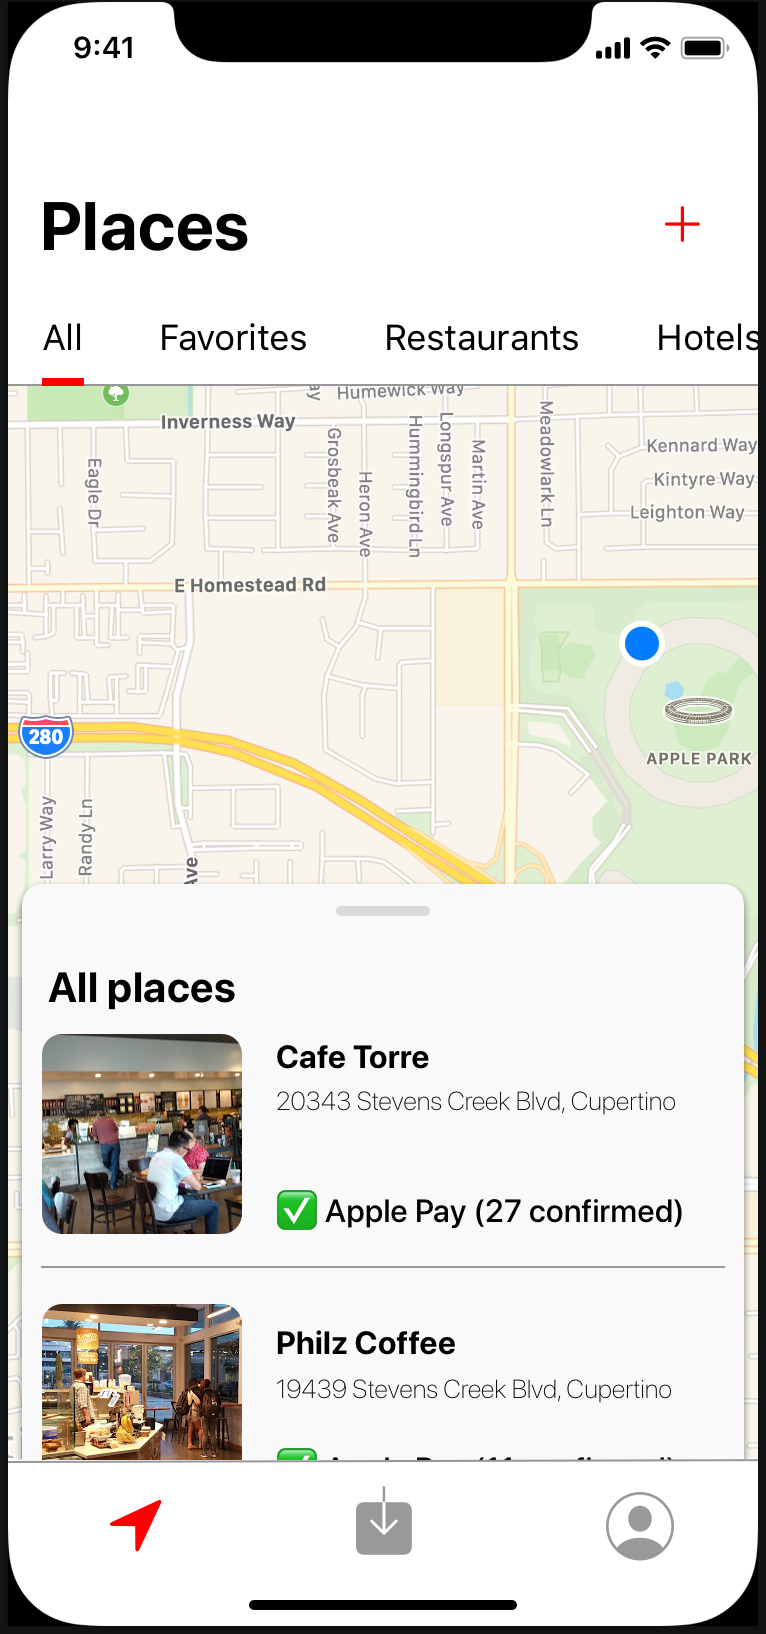 9:41
Places
All Favorites Restaurants Hotels
Humewick Way
Inverness Way
Eagle Dr
Grosbeak Ave
Heron Ave
Hummingbird Ln
Longspur Ave
Martin Ave
Meadowlark Ln
Kennard Way
Kintyre Way
Leighton Way
E Homestead Rd
280
APPLE PARK
Larry Way
Randy Ln
Ave
All places
Cafe Torre
20343 Stevens Creek Blvd, Cupertino
✅ Apple Pay (27 confirmed)
Philz Coffee
19439 Stevens Creek Blvd, Cupertino